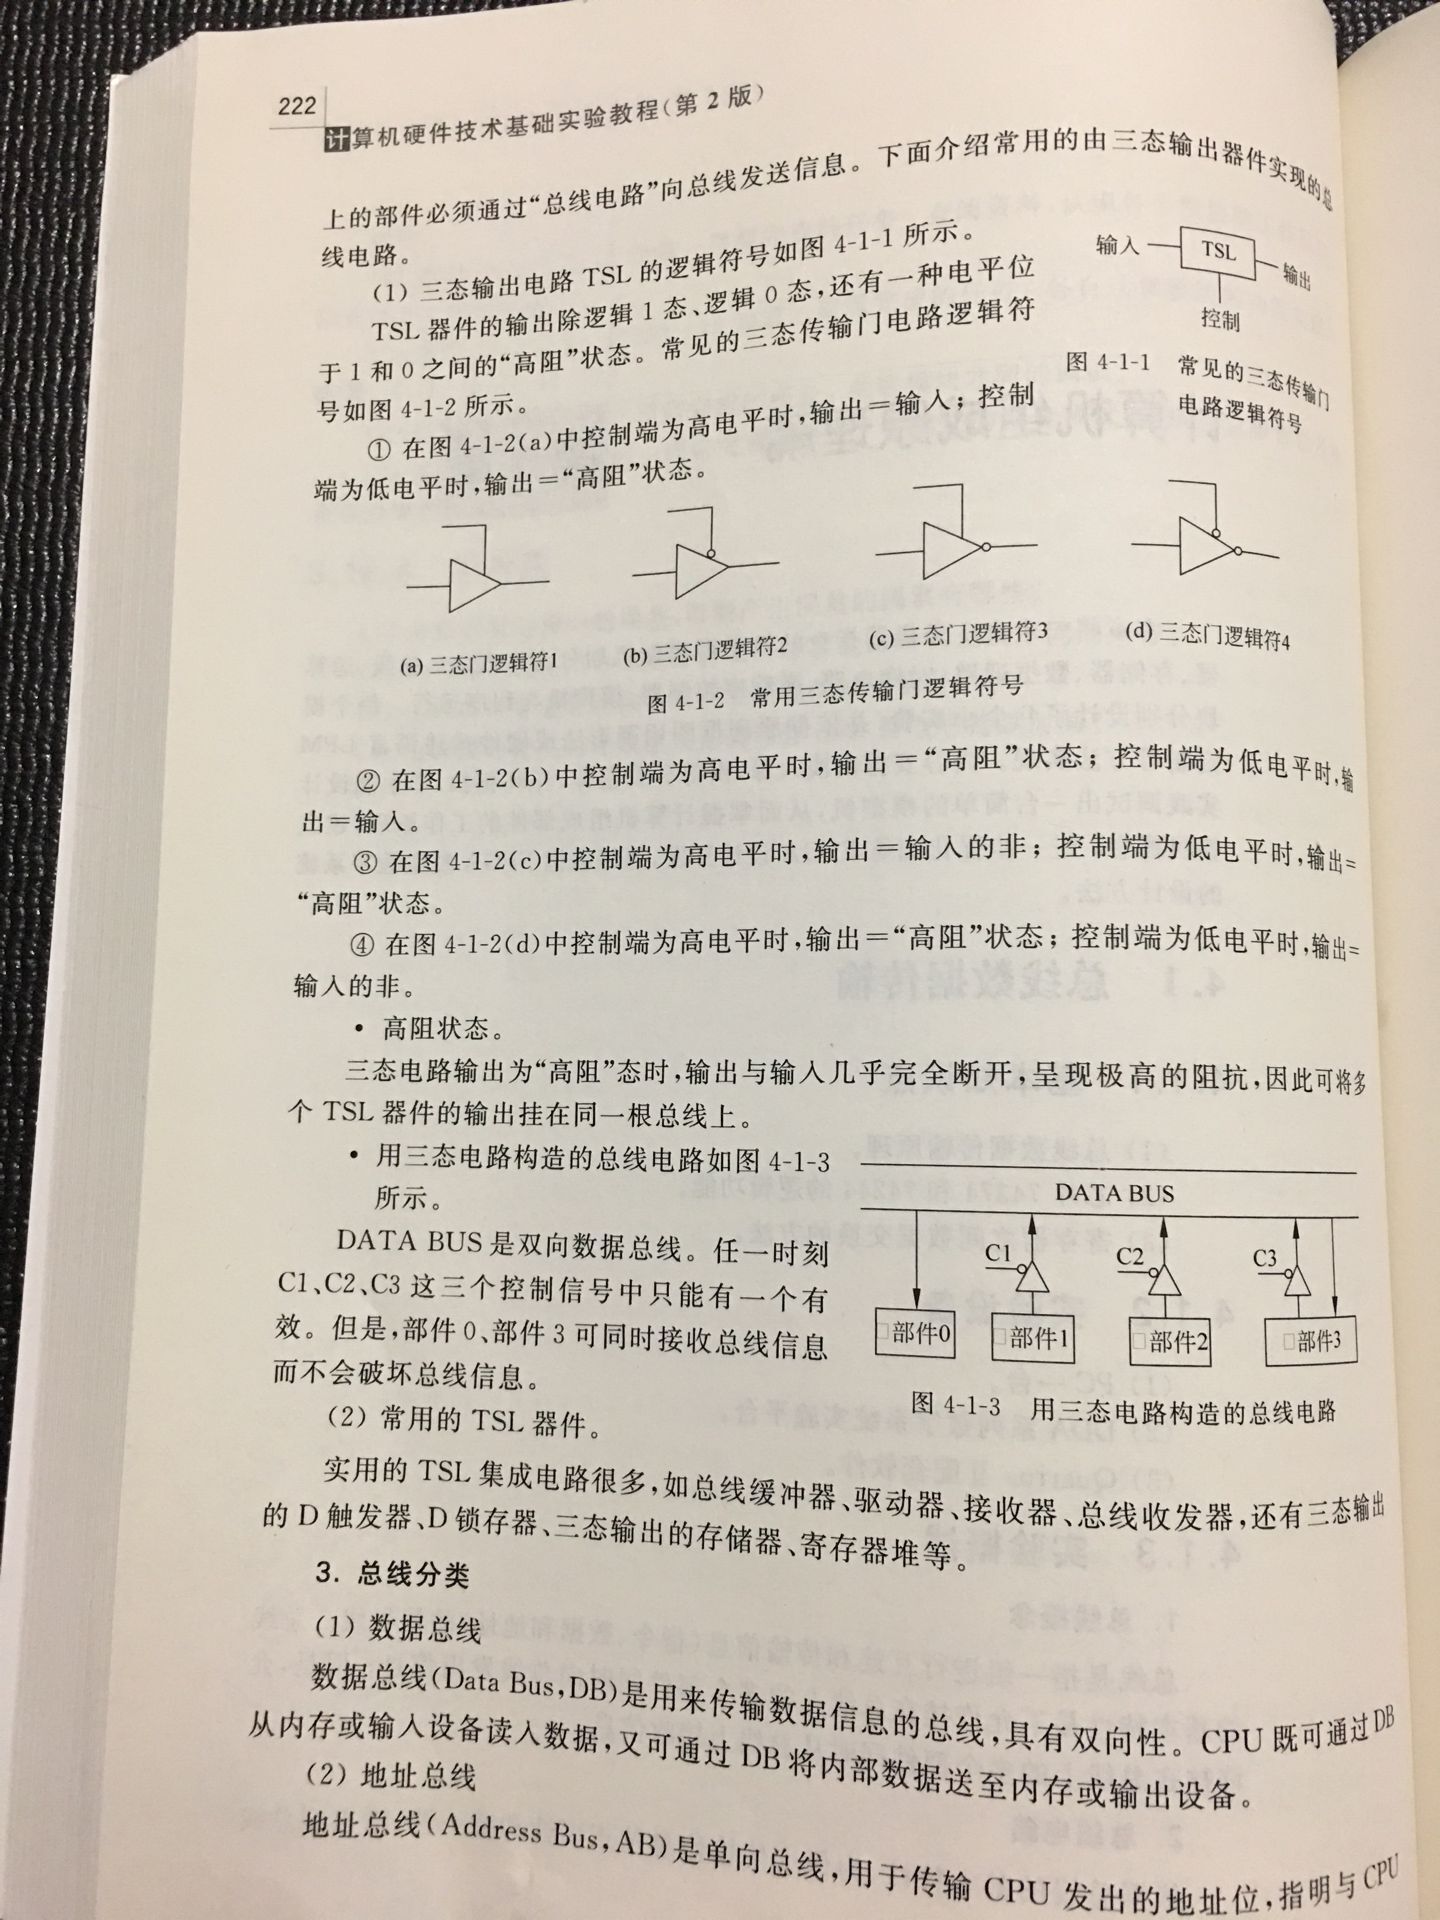 222
计算机硬件技术基础实验教程(第2版)
上的部件必须通过“总线电路”向总线发送信息。下面介绍常用的由三态输出器件实现的总
线电路。
(1) 三态输出电路 TSL 的逻辑符号如图 4-1-1 所示。
TSL 器件的输出除逻辑 1 态、逻辑 0 态,还有一种电平位
于 1 和 0 之间的“高阻”状态。常见的三态传输门电路逻辑符
号如图 4-1-2 所示。
① 在图 4-1-2(a)中控制端为高电平时,输出=输入；控制
端为低电平时,输出=“高阻”状态。
输入
TSL
输出
控制
图 4-1-1 常见的三态传输门
电路逻辑符号
(a) 三态门逻辑符1
(b) 三态门逻辑符2
(c) 三态门逻辑符3
(d) 三态门逻辑符4
图 4-1-2 常用三态传输门逻辑符号
② 在图 4-1-2(b)中控制端为高电平时,输出=“高阻”状态；控制端为低电平时,输
出=输入。
③ 在图 4-1-2(c)中控制端为高电平时,输出=输入的非；控制端为低电平时,输出=
“高阻”状态。
④ 在图 4-1-2(d)中控制端为高电平时,输出=“高阻”状态；控制端为低电平时,输出=
输入的非。
• 高阻状态。
三态电路输出为“高阻”态时,输出与输入几乎完全断开,呈现极高的阻抗,因此可将多
个 TSL 器件的输出挂在同一根总线上。
• 用三态电路构造的总线电路如图 4-1-3
所示。
DATA BUS 是双向数据总线。任一时刻
C1、C2、C3 这三个控制信号中只能有一个有
效。但是,部件 0、部件 3 可同时接收总线信息
而不会破坏总线信息。
DATA BUS
C1
C2
C3
□部件0
□部件1
□部件2
□部件3
图 4-1-3 用三态电路构造的总线电路
(2) 常用的 TSL 器件。
实用的 TSL 集成电路很多,如总线缓冲器、驱动器、接收器、总线收发器,还有三态输出
的 D 触发器、D 锁存器、三态输出的存储器、寄存器堆等。
3. 总线分类
(1) 数据总线
数据总线(Data Bus,DB)是用来传输数据信息的总线,具有双向性。CPU 既可通过 DB
从内存或输入设备读入数据,又可通过 DB 将内部数据送至内存或输出设备。
(2) 地址总线
地址总线(Address Bus,AB)是单向总线,用于传输 CPU 发出的地址位,指明与 CPU